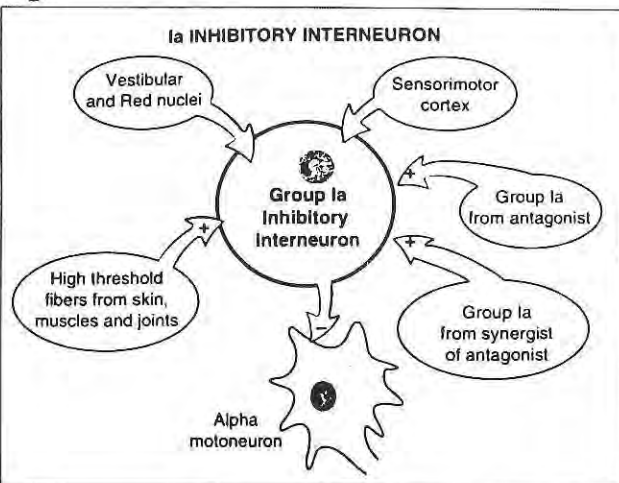 Ia INHIBITORY INTERNEURON
Vestibular
and Red nuclei
Sensorimotor
cortex
Group Ia
Inhibitory
Interneuron
+
Group Ia
from antagonist
+
High threshold
fibers from skin,
muscles and joints
+
Group Ia
from synergist
of antagonist
−
Alpha
motoneuron